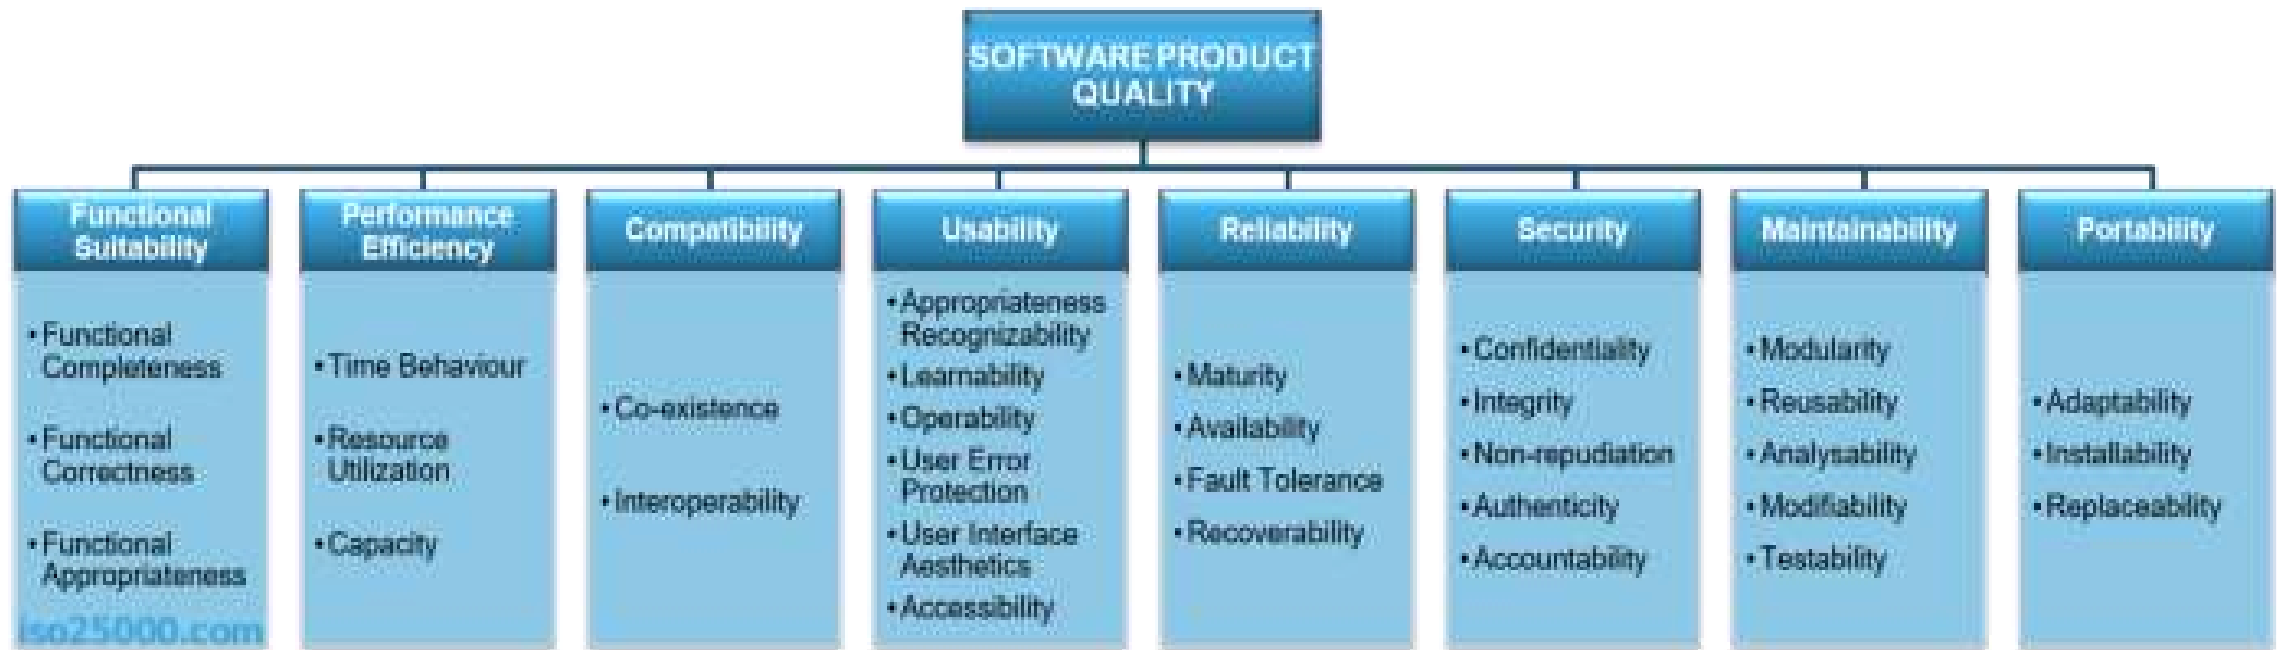 SOFTWARE PRODUCT
QUALITY
Functional
Suitability
• Functional
Completeness
• Functional
Correctness
• Functional
Appropriateness
iso25000.com
Performance
Efficiency
• Time Behaviour
• Resource
Utilization
• Capacity
Compatibility
• Co-existence
• Interoperability
Usability
• Appropriateness
Recognizability
• Learnability
• Operability
• User Error
Protection
• User Interface
Aesthetics
• Accessibility
Reliability
• Maturity
• Availability
• Fault Tolerance
• Recoverability
Security
• Confidentiality
• Integrity
• Non-repudiation
• Authenticity
• Accountability
Maintainability
• Modularity
• Reusability
• Analysability
• Modifiability
• Testability
Portability
• Adaptability
• Installability
• Replaceability